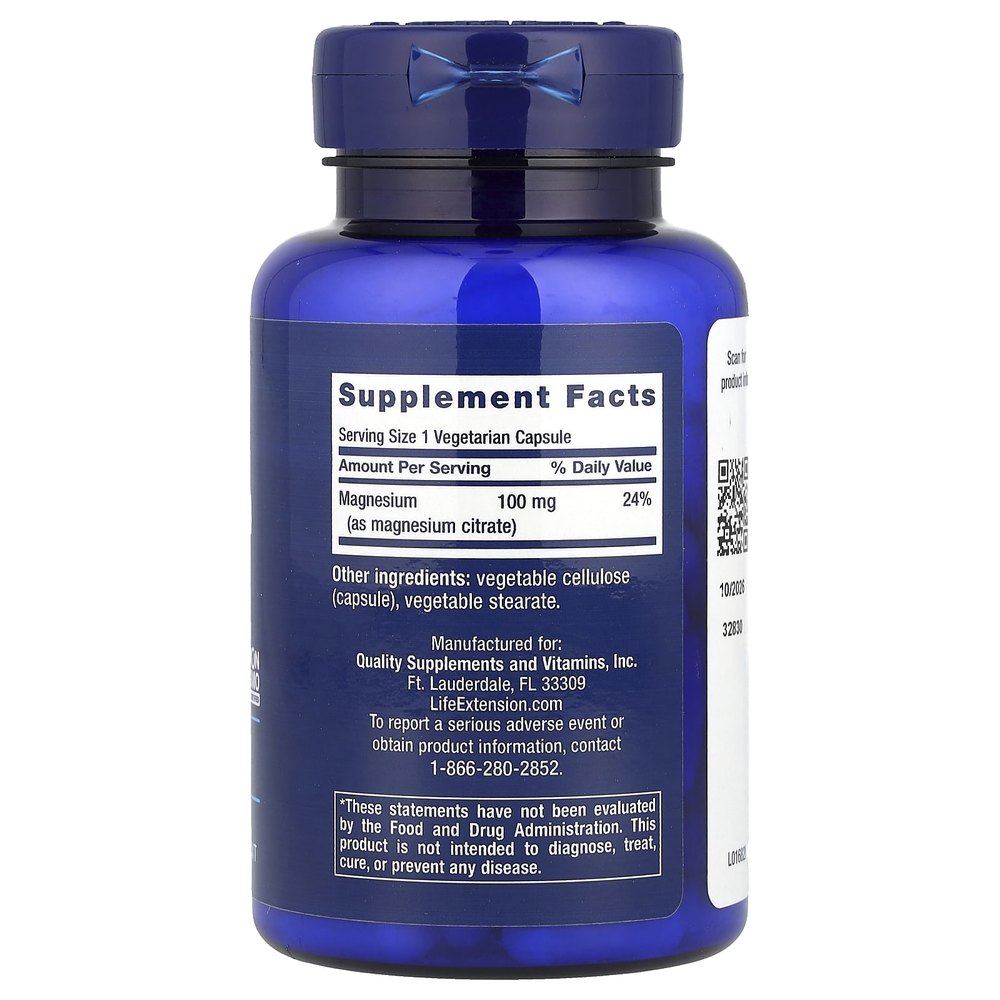 Supplement Facts
Serving Size 1 Vegetarian Capsule
Amount Per Serving % Daily Value
Magnesium 100 mg 24%
(as magnesium citrate)
Other ingredients: vegetable cellulose
(capsule), vegetable stearate.
Manufactured for:
Quality Supplements and Vitamins, Inc.
Ft. Lauderdale, FL 33309
LifeExtension.com
To report a serious adverse event or
obtain product information, contact
1-866-280-2852.
*These statements have not been evaluated
by the Food and Drug Administration. This
product is not intended to diagnose, treat,
cure, or prevent any disease.
Scan for
product
10/2026
32830